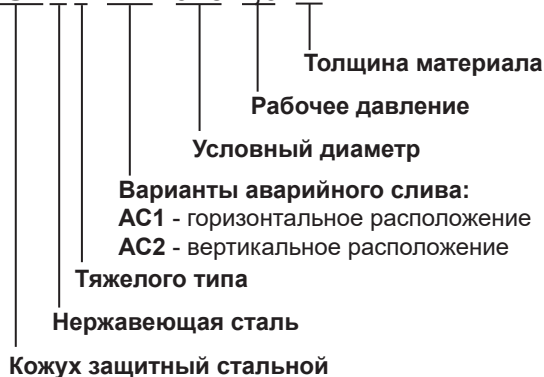 Толщина материала
Рабочее давление
Условный диаметр
Варианты аварийного слива:
АС1 - горизонтальное расположение
АС2 - вертикальное расположение
Тяжелого типа
Нержавеющая сталь
Кожух защитный стальной